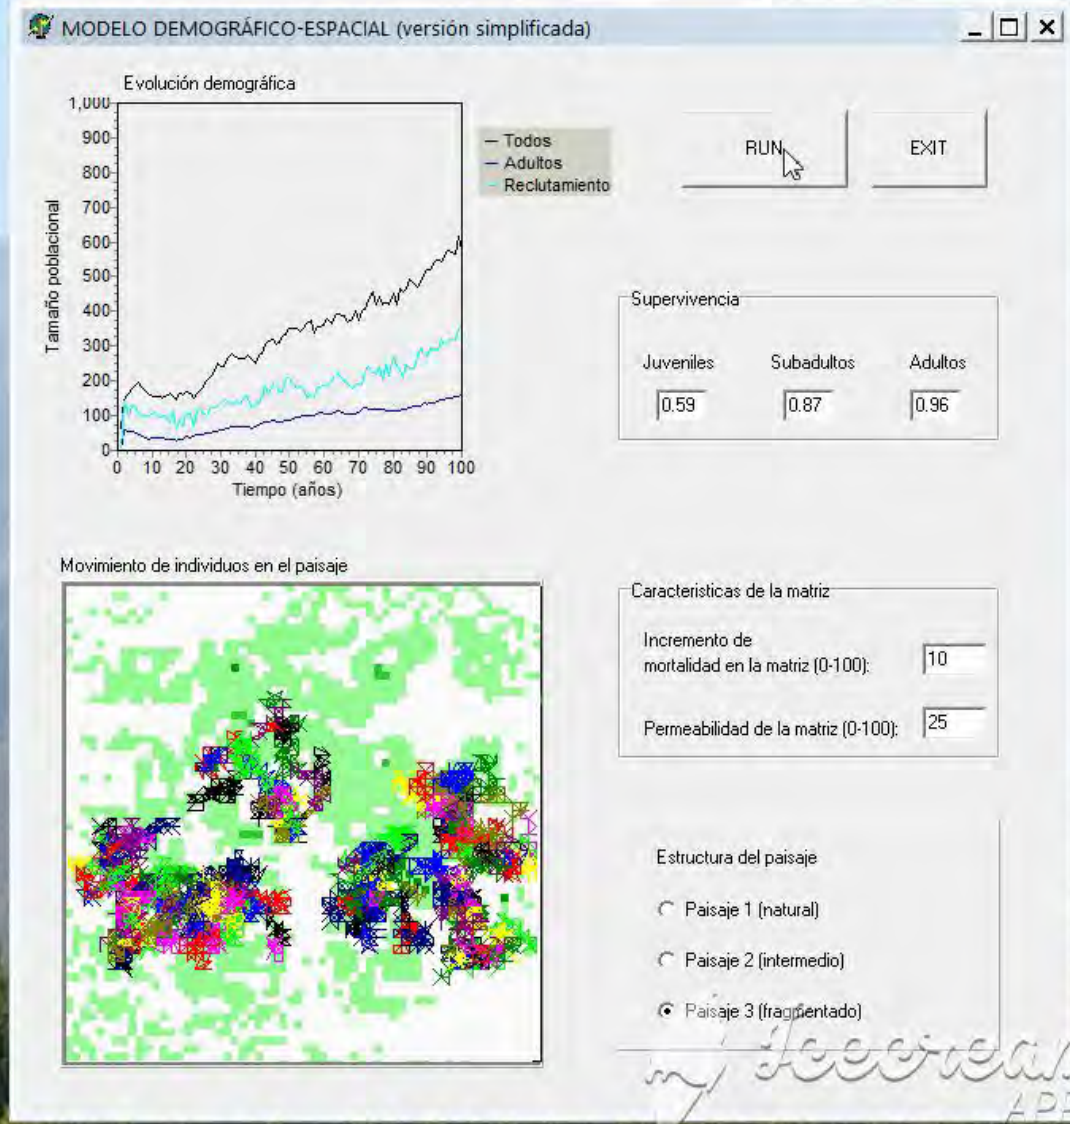 MODELO DEMOGRÁFICO-ESPACIAL (versión simplificada)
Evolución demográfica
1,000
900
800
700
600
500
400
300
200
100
0
Tamaño poblacional
0 10 20 30 40 50 60 70 80 90 100
Tiempo (años)
Todos
Adultos
Reclutamiento
RUN
EXIT
Supervivencia
Juveniles Subadultos Adultos
0.59 0.87 0.96
Movimiento de individuos en el paisaje
Caracteristicas de la matriz
Incremento de
mortalidad en la matriz (0-100): 10
Permeabilidad de la matriz (0-100): 25
Estructura del paisaje
Paisaje 1 (natural)
Paisaje 2 (intermedio)
Paisaje 3 (fragmentado)